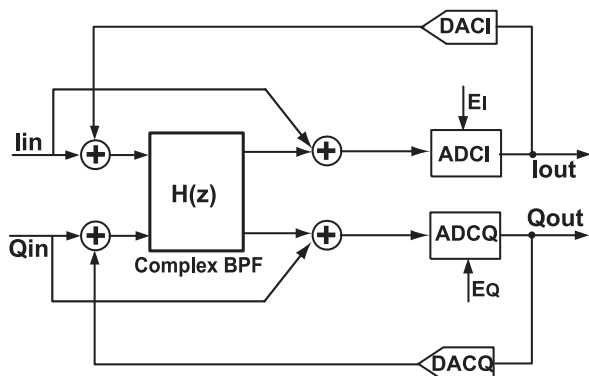 DACI
EI
Iin
+
+
ADCI
Iout
H(z)
Qin
+
+
ADCQ
Qout
Complex BPF
EQ
DACQ